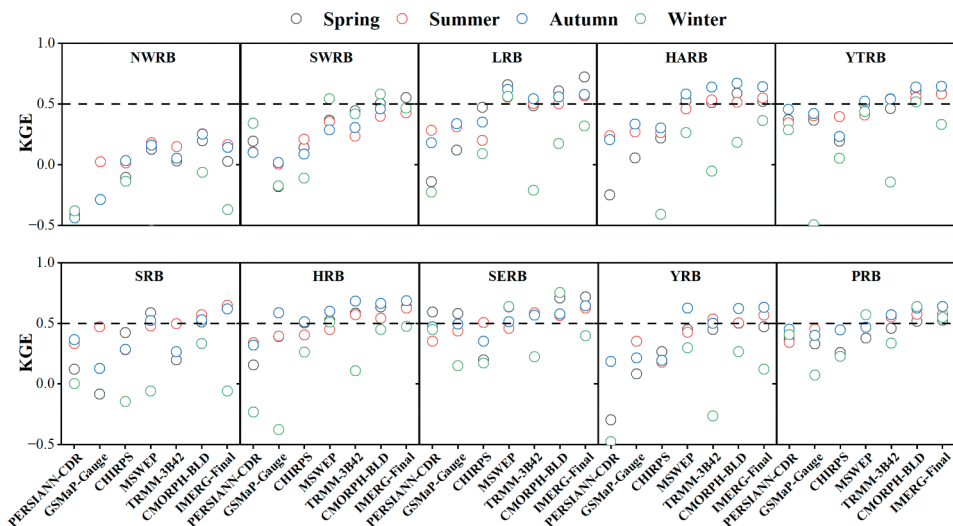 Spring Summer Autumn Winter
1.0
NWRB SWRB LRB HARB YTRB
0.5
KGE
0.0
−0.5
1.0
SRB HRB SERB YRB PRB
0.5
KGE
0.0
−0.5
PERSIANN-CDR GSMaP-Gauge CHIRPS MSWEP TRMM-3B42 CMORPH-BLD IMERG-Final PERSIANN-CDR GSMaP-Gauge CHIRPS MSWEP TRMM-3B42 CMORPH-BLD IMERG-Final PERSIANN-CDR GSMaP-Gauge CHIRPS MSWEP TRMM-3B42 CMORPH-BLD IMERG-Final PERSIANN-CDR GSMaP-Gauge CHIRPS MSWEP TRMM-3B42 CMORPH-BLD IMERG-Final PERSIANN-CDR GSMaP-Gauge CHIRPS MSWEP TRMM-3B42 CMORPH-BLD IMERG-Final